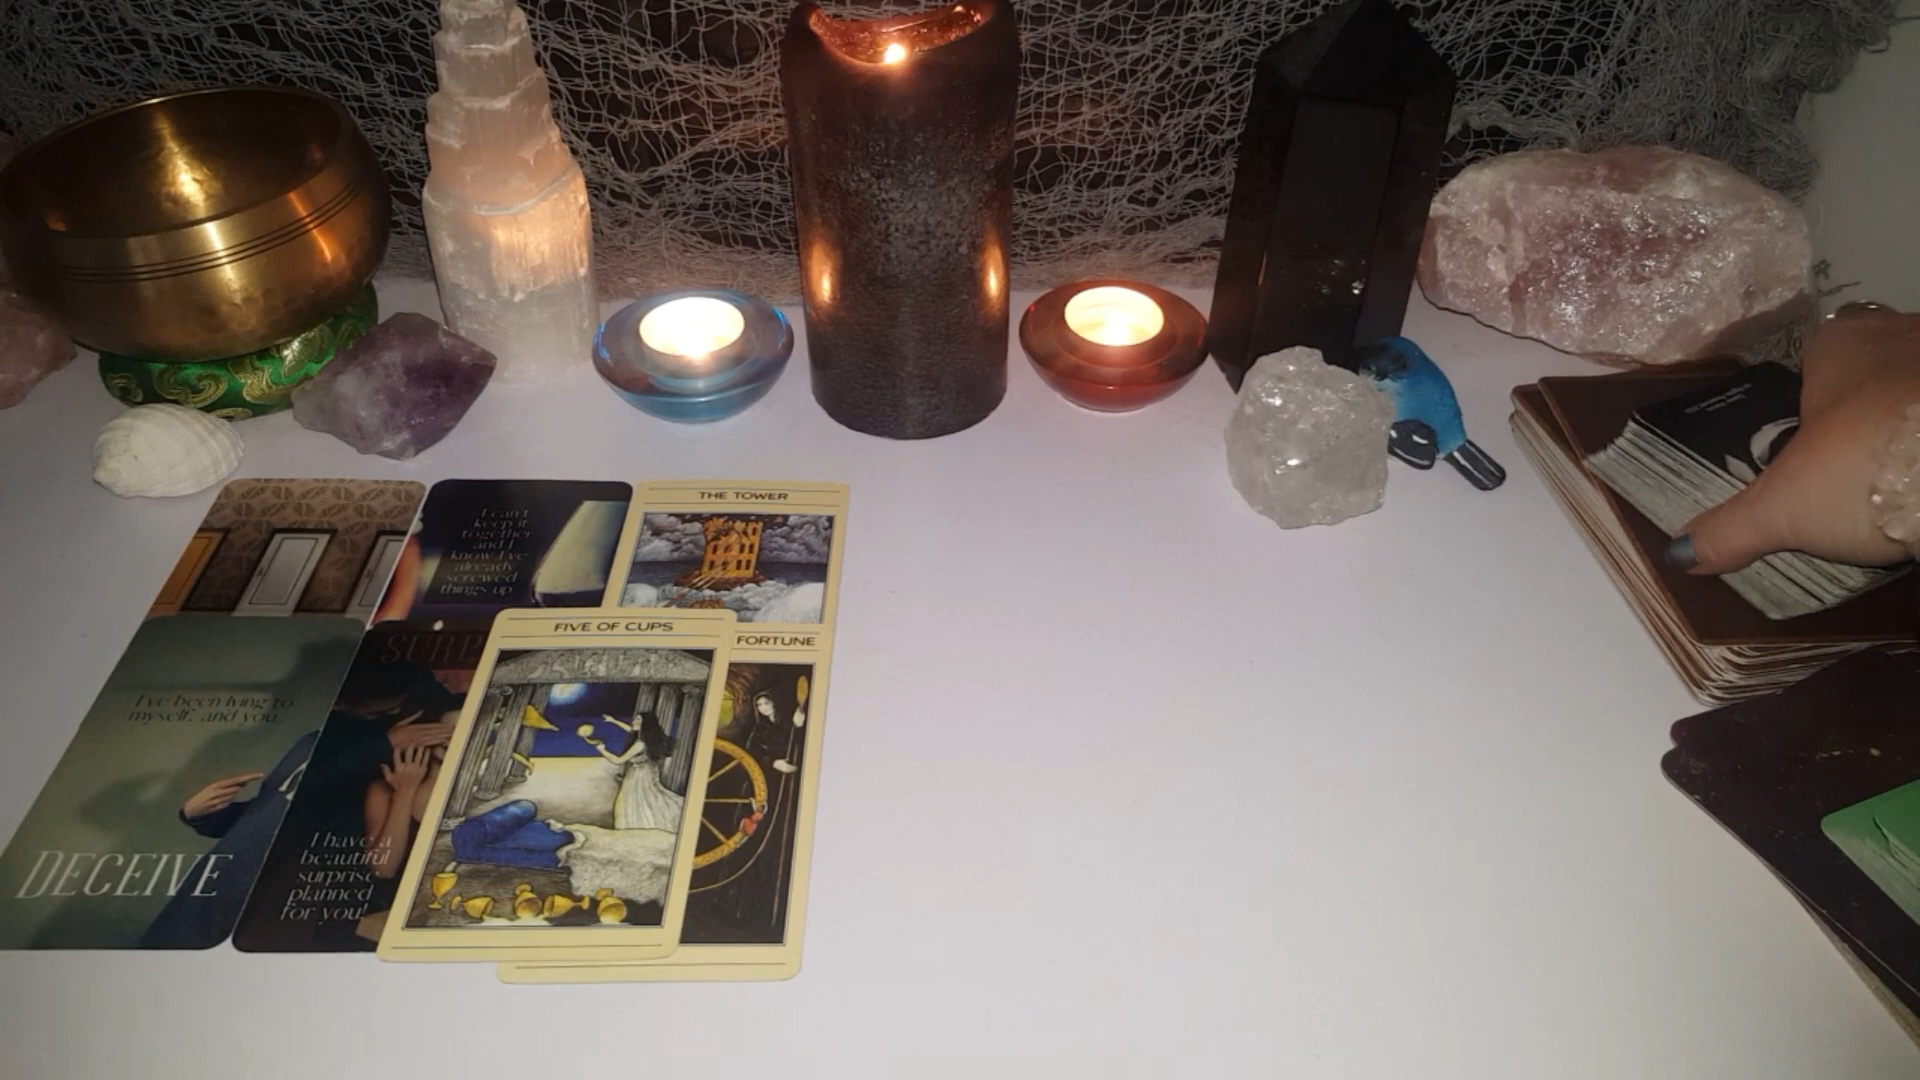 I can't
keep it
together
and I
know I've
already
screwed
things up
THE TOWER
FIVE OF CUPS
FORTUNE
SURP
I've been lying to
myself, and you...
DECEIVE
I have a
beautiful
surprise
planned
for you!